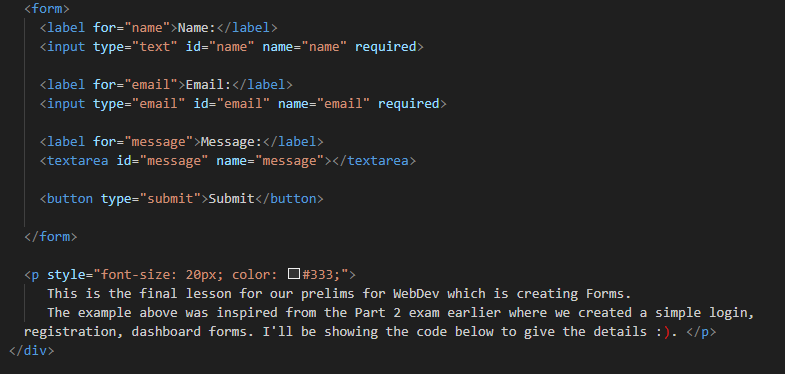 <form>
<label for="name">Name:</label>
<input type="text" id="name" name="name" required>
<label for="email">Email:</label>
<input type="email" id="email" name="email" required>
<label for="message">Message:</label>
<textarea id="message" name="message"></textarea>
<button type="submit">Submit</button>
</form>
<p style="font-size: 20px; color: #333;">
This is the final lesson for our prelims for WebDev which is creating Forms.
The example above was inspired from the Part 2 exam earlier where we created a simple login,
registration, dashboard forms. I'll be showing the code below to give the details :). </p>
</div>